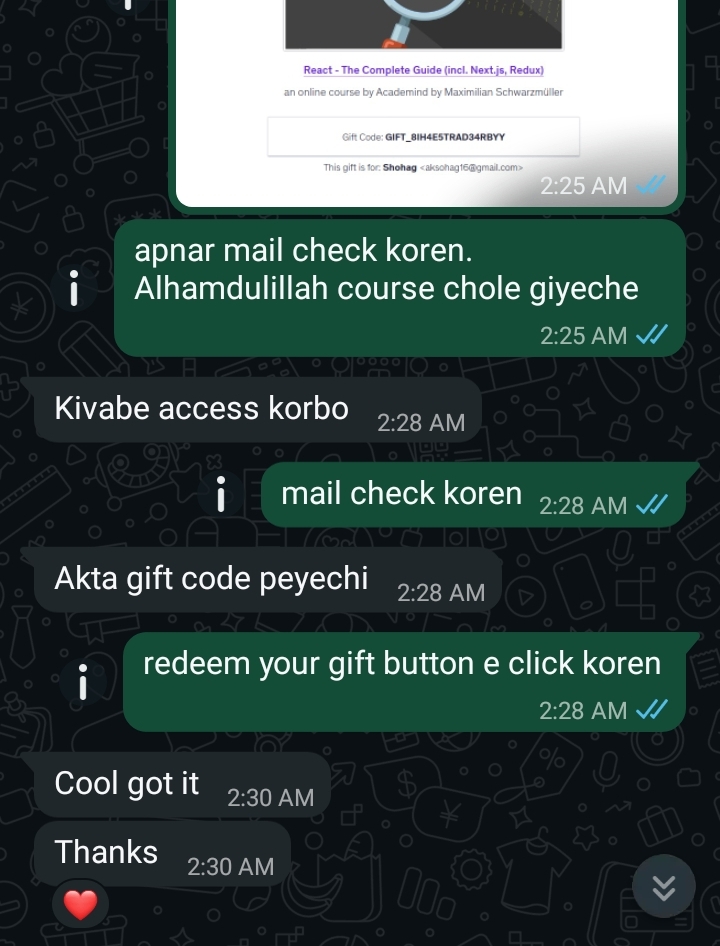 React - The Complete Guide (incl. Next.js, Redux)
an online course by Academind by Maximilian Schwarzmüller
Gift Code: GIFT_8IH4E5TRAD34RBYY
This gift is for: Shohag <aksohag16@gmail.com>
2:25 AM
apnar mail check koren.
Alhamdulillah course chole giyeche
2:25 AM
Kivabe access korbo 2:28 AM
mail check koren 2:28 AM
Akta gift code peyechi 2:28 AM
redeem your gift button e click koren
2:28 AM
Cool got it 2:30 AM
Thanks 2:30 AM